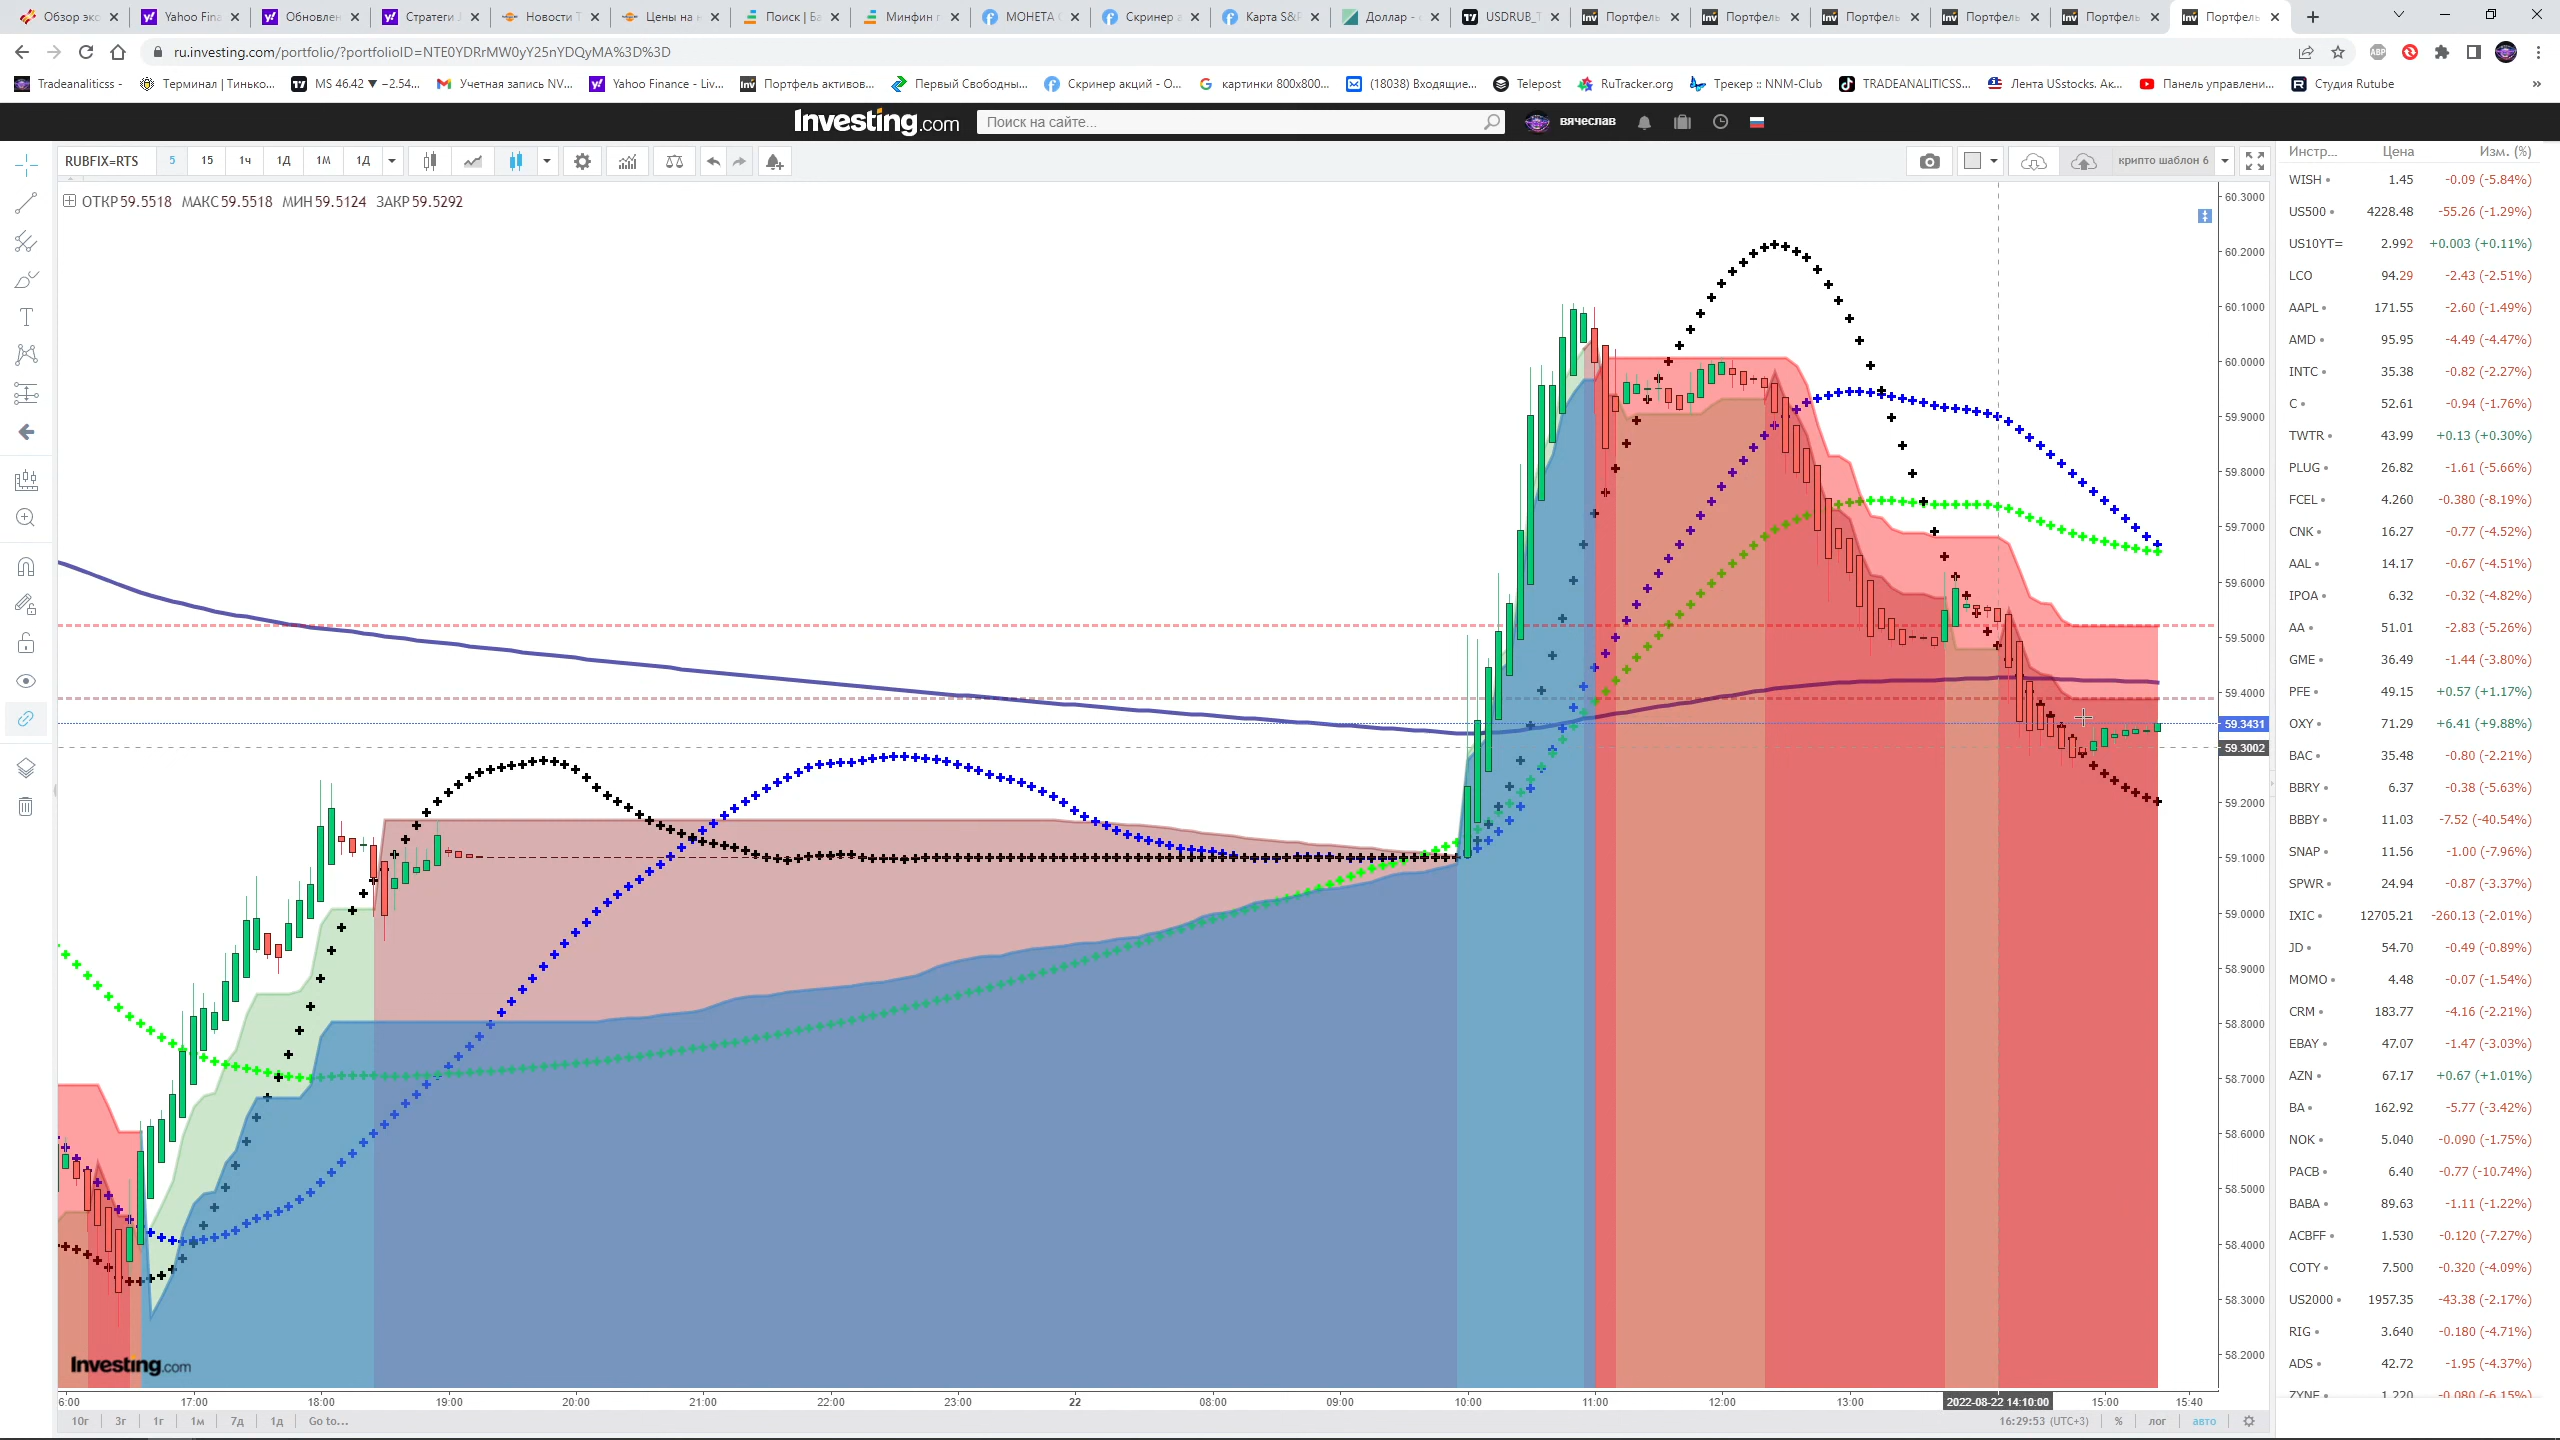 Обзор экс
Yahoo Fina
Обновлен
Стратеги
Новости Т
Цены на н
Поиск | Ба
Минфин п
МОНЕТА
Скринер а
Карта S&P
Доллар -
USDRUB_T
Портфель
Портфель
Портфель
Портфель
Портфель
Портфель
ru.investing.com/portfolio/?portfolioID=NTE0YDRrMW0yY25nYDQyMA%3D%3D
ABP
Tradeanaliticss -
Терминал | Тинько...
MS 46.42 ▼ −2.54...
Учетная запись NV...
Yahoo Finance - Liv...
Портфель активов...
Первый Свободны...
Скринер акций - О...
картинки 800x800...
(18038) Входящие...
Telepost
RuTracker.org
Трекер :: NNM-Club
TRADEANALITICSS...
Лента USstocks. Ак...
Панель управлени...
Студия Rutube
»
Investing.com
Поиск на сайте...
вячеслав
RUBFIX=RTS 5 15 1ч 1Д 1М 1Д
крипто шаблон 6
ОТКР 59.5518 МАКС 59.5518 МИН 59.5124 ЗАКР 59.5292
60.3000
60.2000
60.1000
60.0000
59.9000
59.8000
59.7000
59.6000
59.5000
59.4000
59.3431
59.3002
59.2000
59.1000
59.0000
58.9000
58.8000
58.7000
58.6000
58.5000
58.4000
58.3000
58.2000
Investing.com
6:00 17:00 18:00 19:00 20:00 21:00 22:00 23:00 22 08:00 09:00 10:00 11:00 12:00 13:00 2022-08-22 14:10:00 15:00 15:40
10г 3г 1г 1м 7д 1д Go to...
16:29:53 (UTC+3) % лог авто
Инстр... Цена Изм. (%)
WISH 1.45 -0.09 (-5.84%)
US500 4228.48 -55.26 (-1.29%)
US10YT= 2.992 +0.003 (+0.11%)
LCO 94.29 -2.43 (-2.51%)
AAPL 171.55 -2.60 (-1.49%)
AMD 95.95 -4.49 (-4.47%)
INTC 35.38 -0.82 (-2.27%)
C 52.61 -0.94 (-1.76%)
TWTR 43.99 +0.13 (+0.30%)
PLUG 26.82 -1.61 (-5.66%)
FCEL 4.260 -0.380 (-8.19%)
CNK 16.27 -0.77 (-4.52%)
AAL 14.17 -0.67 (-4.51%)
IPOA 6.32 -0.32 (-4.82%)
AA 51.01 -2.83 (-5.26%)
GME 36.49 -1.44 (-3.80%)
PFE 49.15 +0.57 (+1.17%)
OXY 71.29 +6.41 (+9.88%)
BAC 35.48 -0.80 (-2.21%)
BBRY 6.37 -0.38 (-5.63%)
BBBY 11.03 -7.52 (-40.54%)
SNAP 11.56 -1.00 (-7.96%)
SPWR 24.94 -0.87 (-3.37%)
IXIC 12705.21 -260.13 (-2.01%)
JD 54.70 -0.49 (-0.89%)
MOMO 4.48 -0.07 (-1.54%)
CRM 183.77 -4.16 (-2.21%)
EBAY 47.07 -1.47 (-3.03%)
AZN 67.17 +0.67 (+1.01%)
BA 162.92 -5.77 (-3.42%)
NOK 5.040 -0.090 (-1.75%)
PACB 6.40 -0.77 (-10.74%)
BABA 89.63 -1.11 (-1.22%)
ACBFF 1.530 -0.120 (-7.27%)
COTY 7.500 -0.320 (-4.09%)
US2000 1957.35 -43.38 (-2.17%)
RIG 3.640 -0.180 (-4.71%)
ADS 42.72 -1.95 (-4.37%)
ZYNE 1.220 -0.080 (-6.15%)